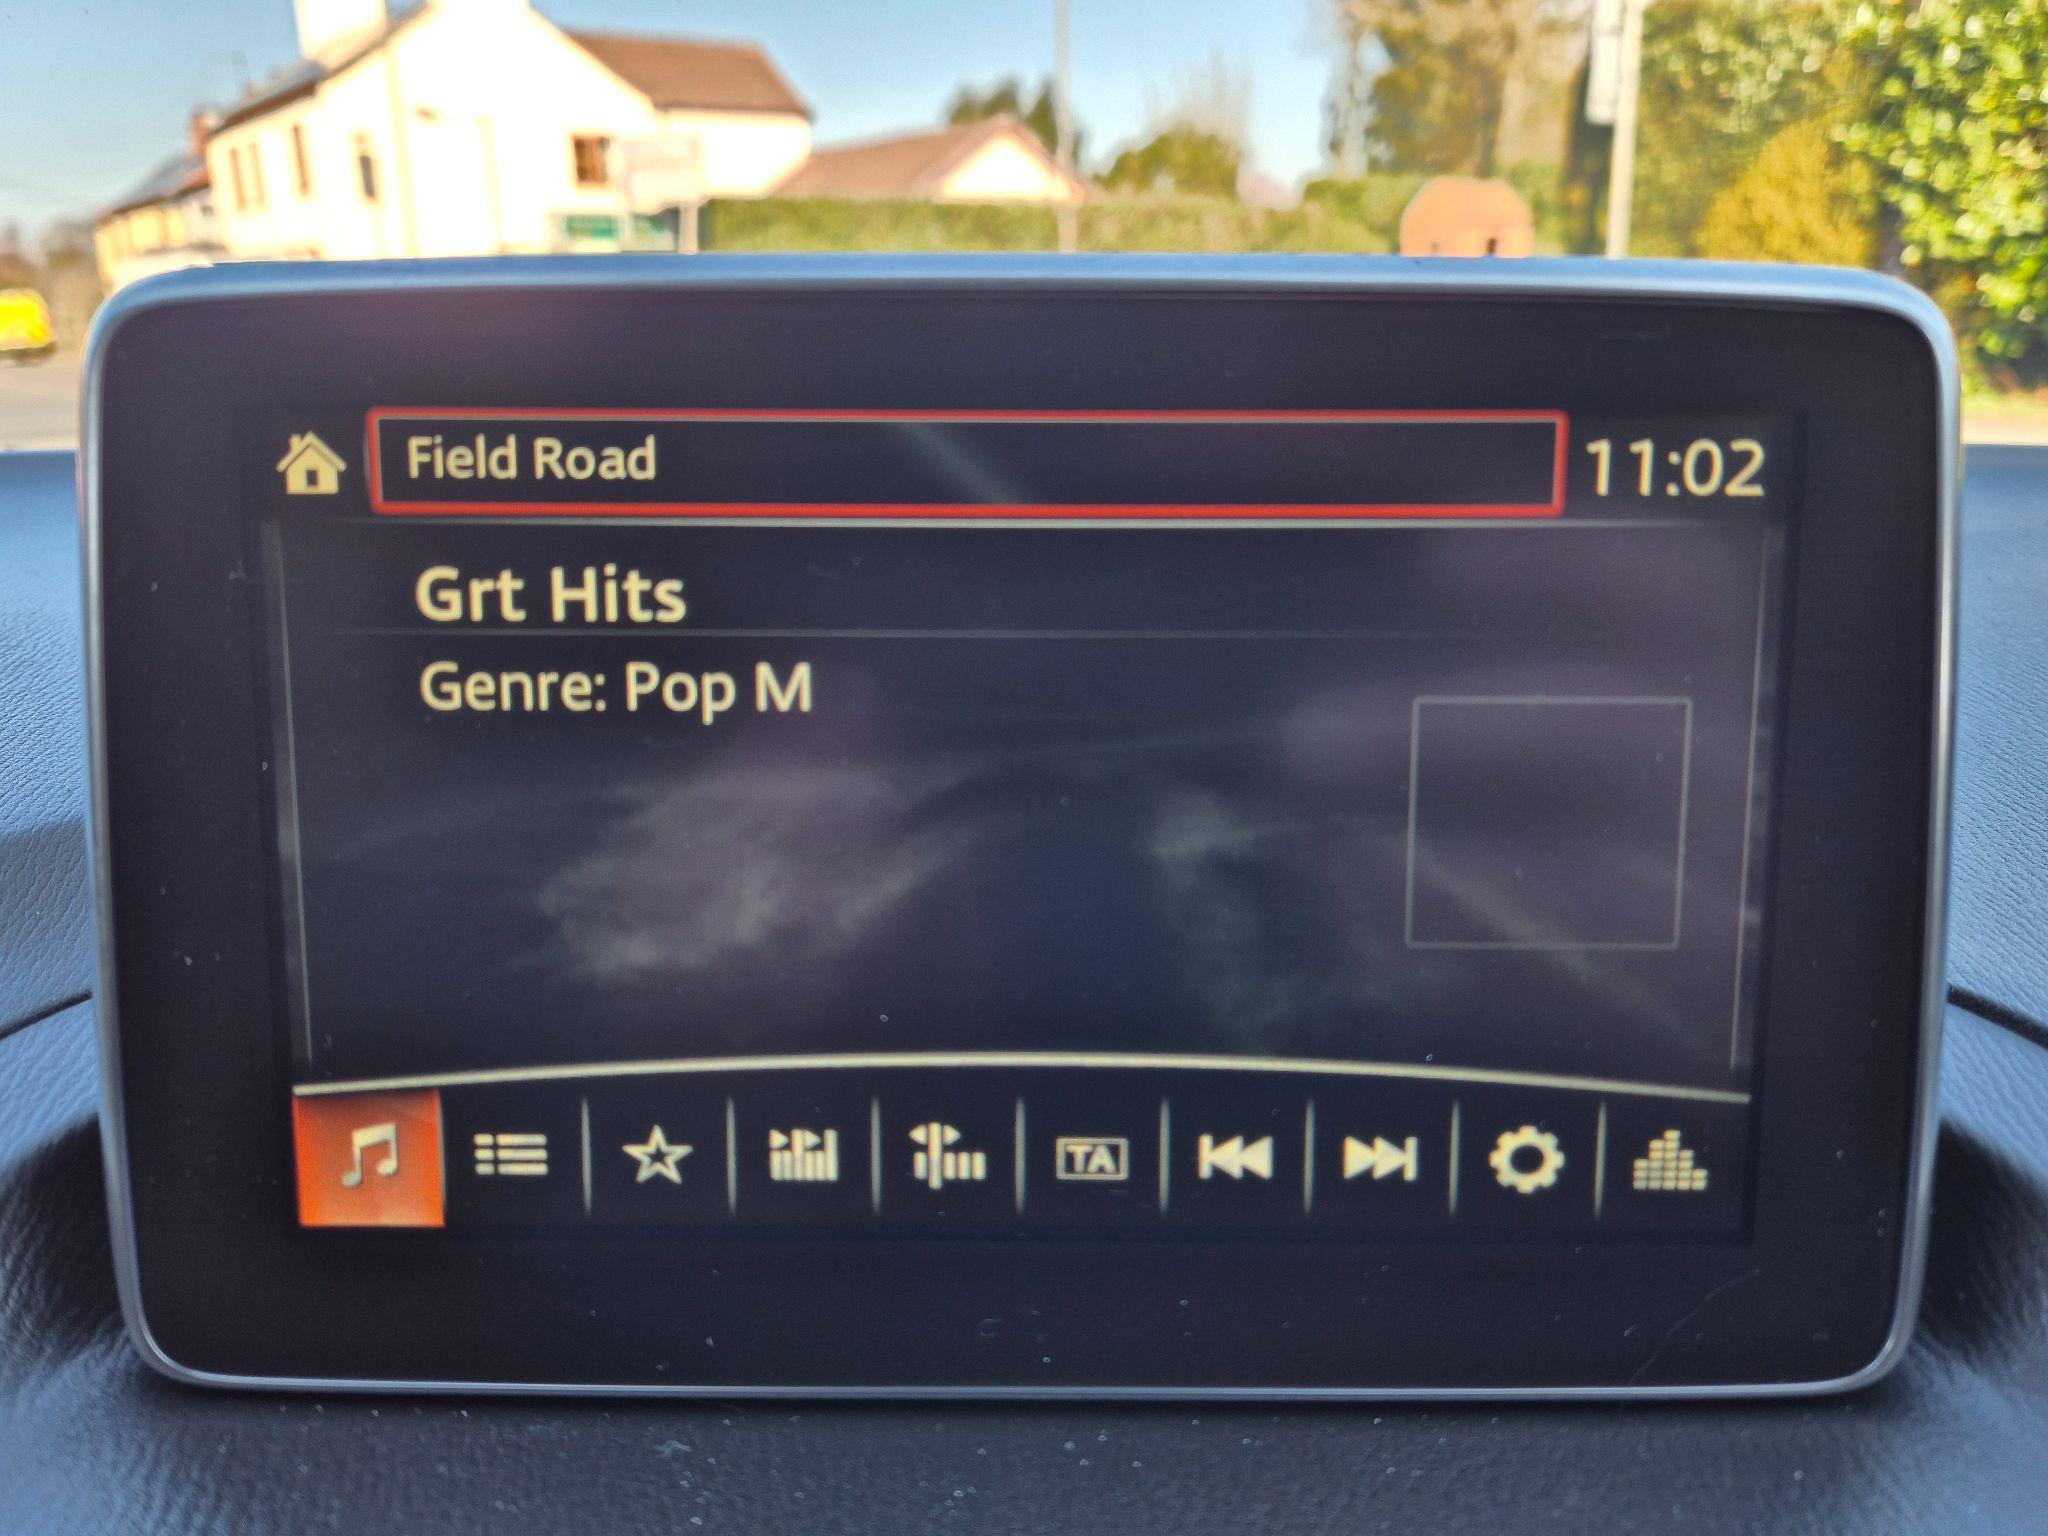 Field Road
11:02
Grt Hits
Genre: Pop M
TA